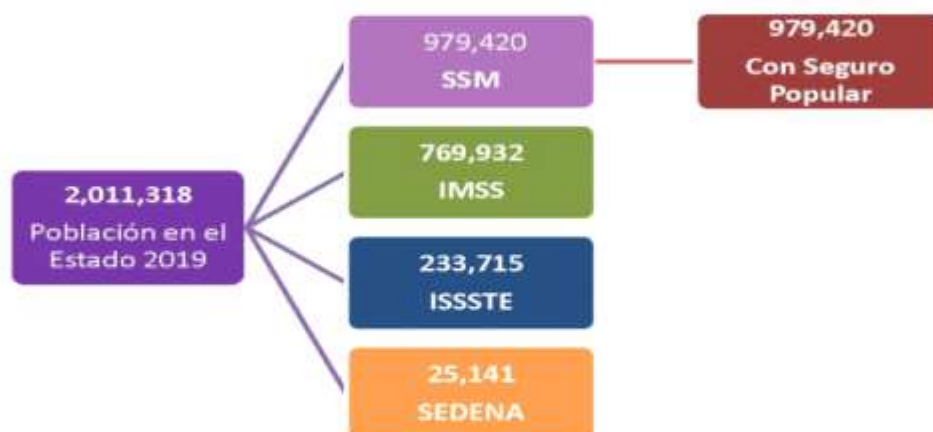 979,420
SSM
979,420
Con Seguro
Popular
769,932
IMSS
2,011,318
Población en el
Estado 2019
233,715
ISSSTE
25,141
SEDENA